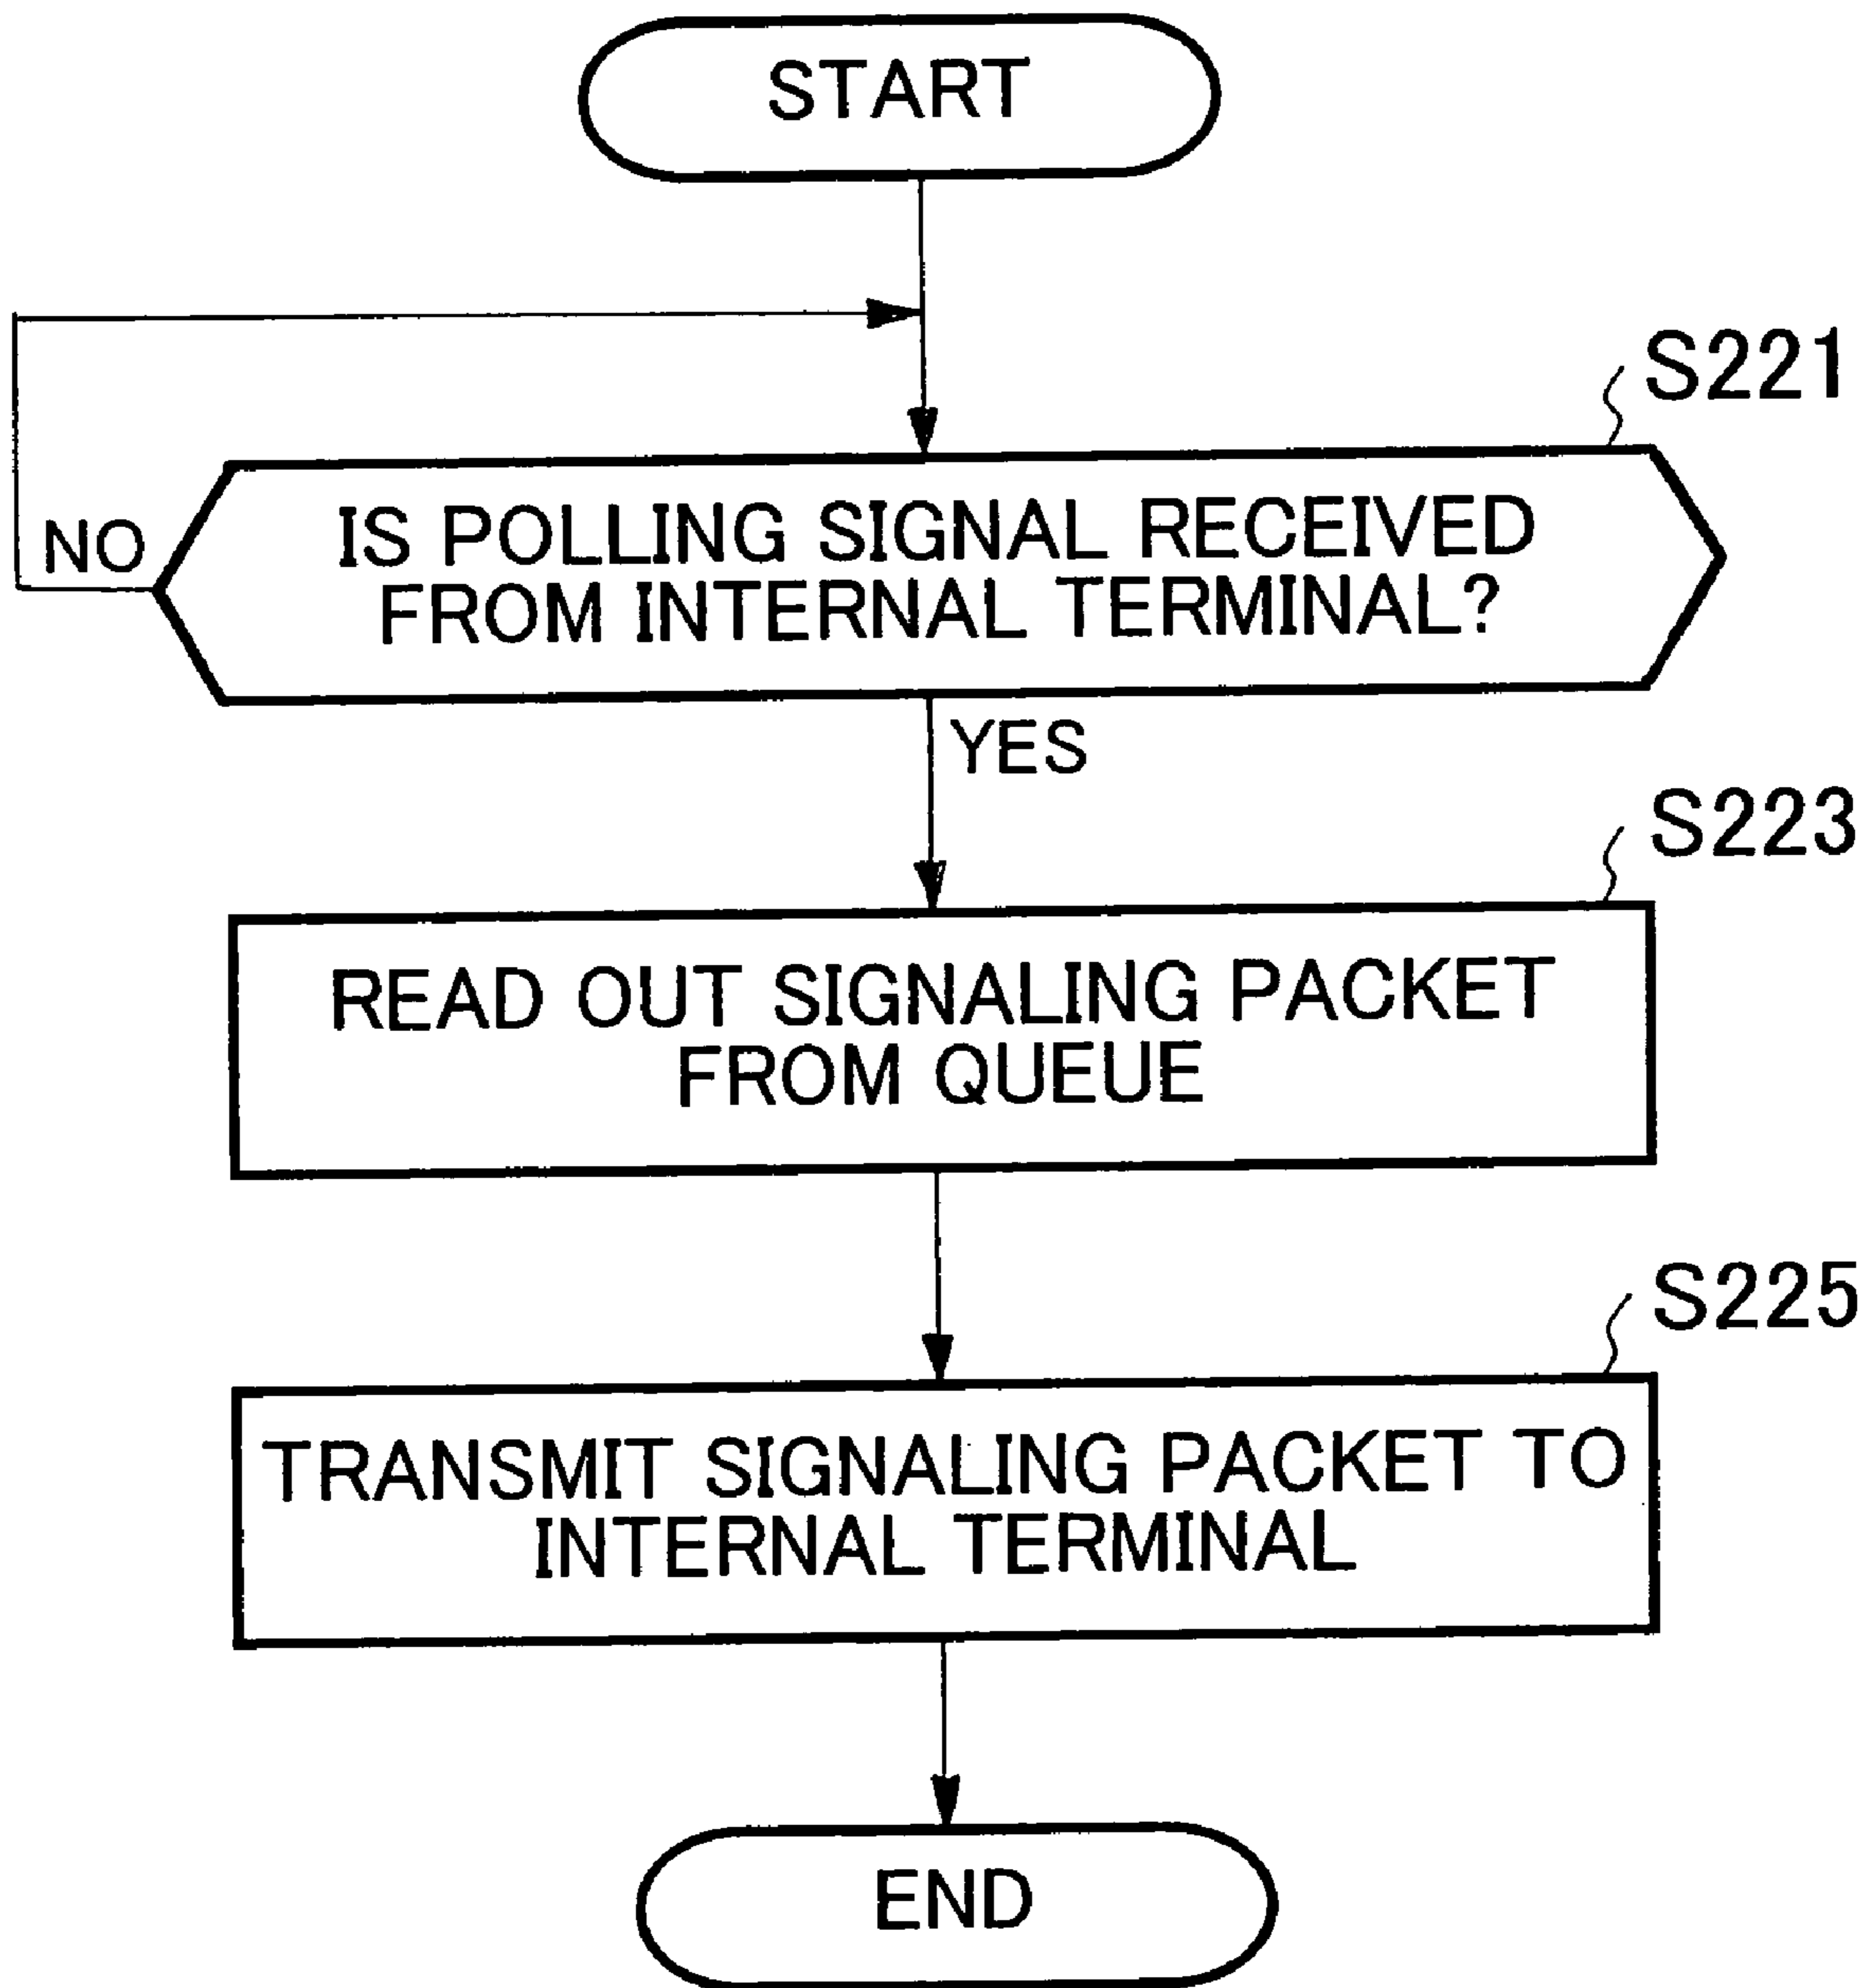 START
S221
IS POLLING SIGNAL RECEIVED
NO
FROM INTERNAL TERMINAL?
YES
S223
READ OUT SIGNALING PACKET
FROM QUEUE
S225
TRANSMIT SIGNALING PACKET TO
INTERNAL TERMINAL
END